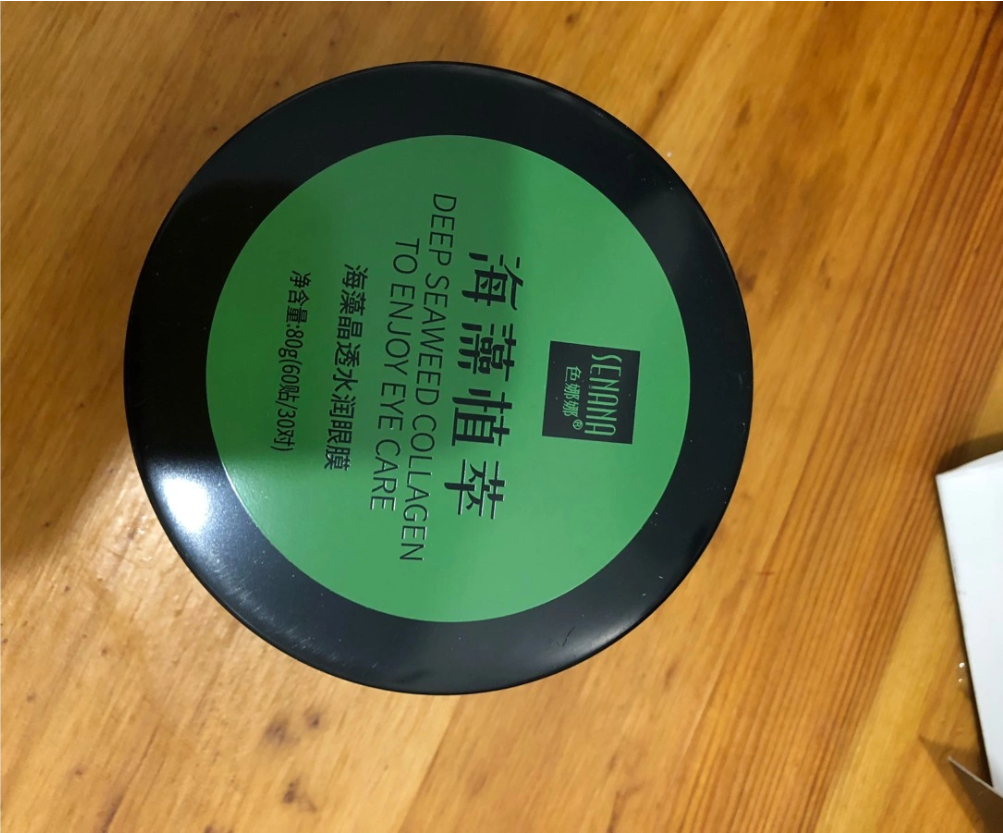 SENANA
色娜娜®
海藻植萃
DEEP SEAWEED COLLAGEN
TO ENJOY EYE CARE
海藻晶透水润眼膜
净含量:80g(60贴/30对)